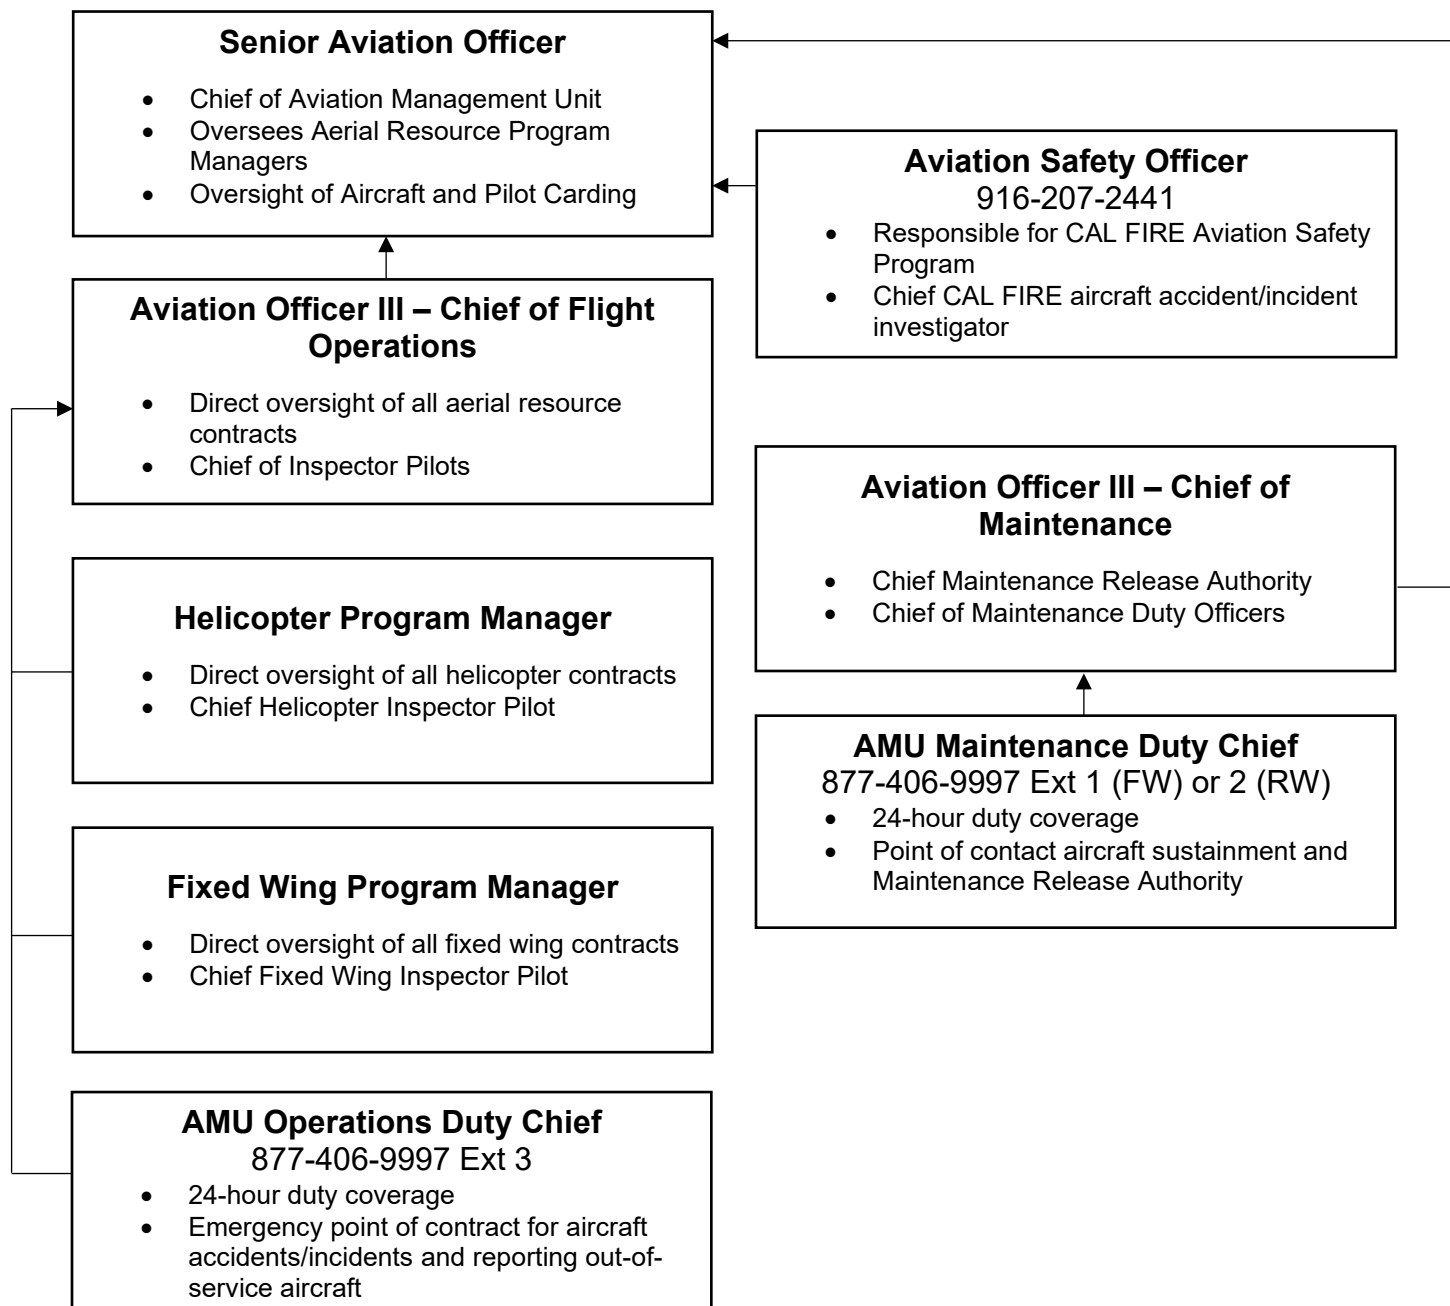 Senior Aviation Officer
• Chief of Aviation Management Unit
• Oversees Aerial Resource Program
Managers
• Oversight of Aircraft and Pilot Carding
Aviation Safety Officer
916-207-2441
• Responsible for CAL FIRE Aviation Safety
Program
• Chief CAL FIRE aircraft accident/incident
investigator
Aviation Officer III – Chief of Flight
Operations
• Direct oversight of all aerial resource
contracts
• Chief of Inspector Pilots
Aviation Officer III – Chief of
Maintenance
• Chief Maintenance Release Authority
• Chief of Maintenance Duty Officers
Helicopter Program Manager
• Direct oversight of all helicopter contracts
• Chief Helicopter Inspector Pilot
AMU Maintenance Duty Chief
877-406-9997 Ext 1 (FW) or 2 (RW)
• 24-hour duty coverage
• Point of contact aircraft sustainment and
Maintenance Release Authority
Fixed Wing Program Manager
• Direct oversight of all fixed wing contracts
• Chief Fixed Wing Inspector Pilot
AMU Operations Duty Chief
877-406-9997 Ext 3
• 24-hour duty coverage
• Emergency point of contract for aircraft
accidents/incidents and reporting out-of-
service aircraft